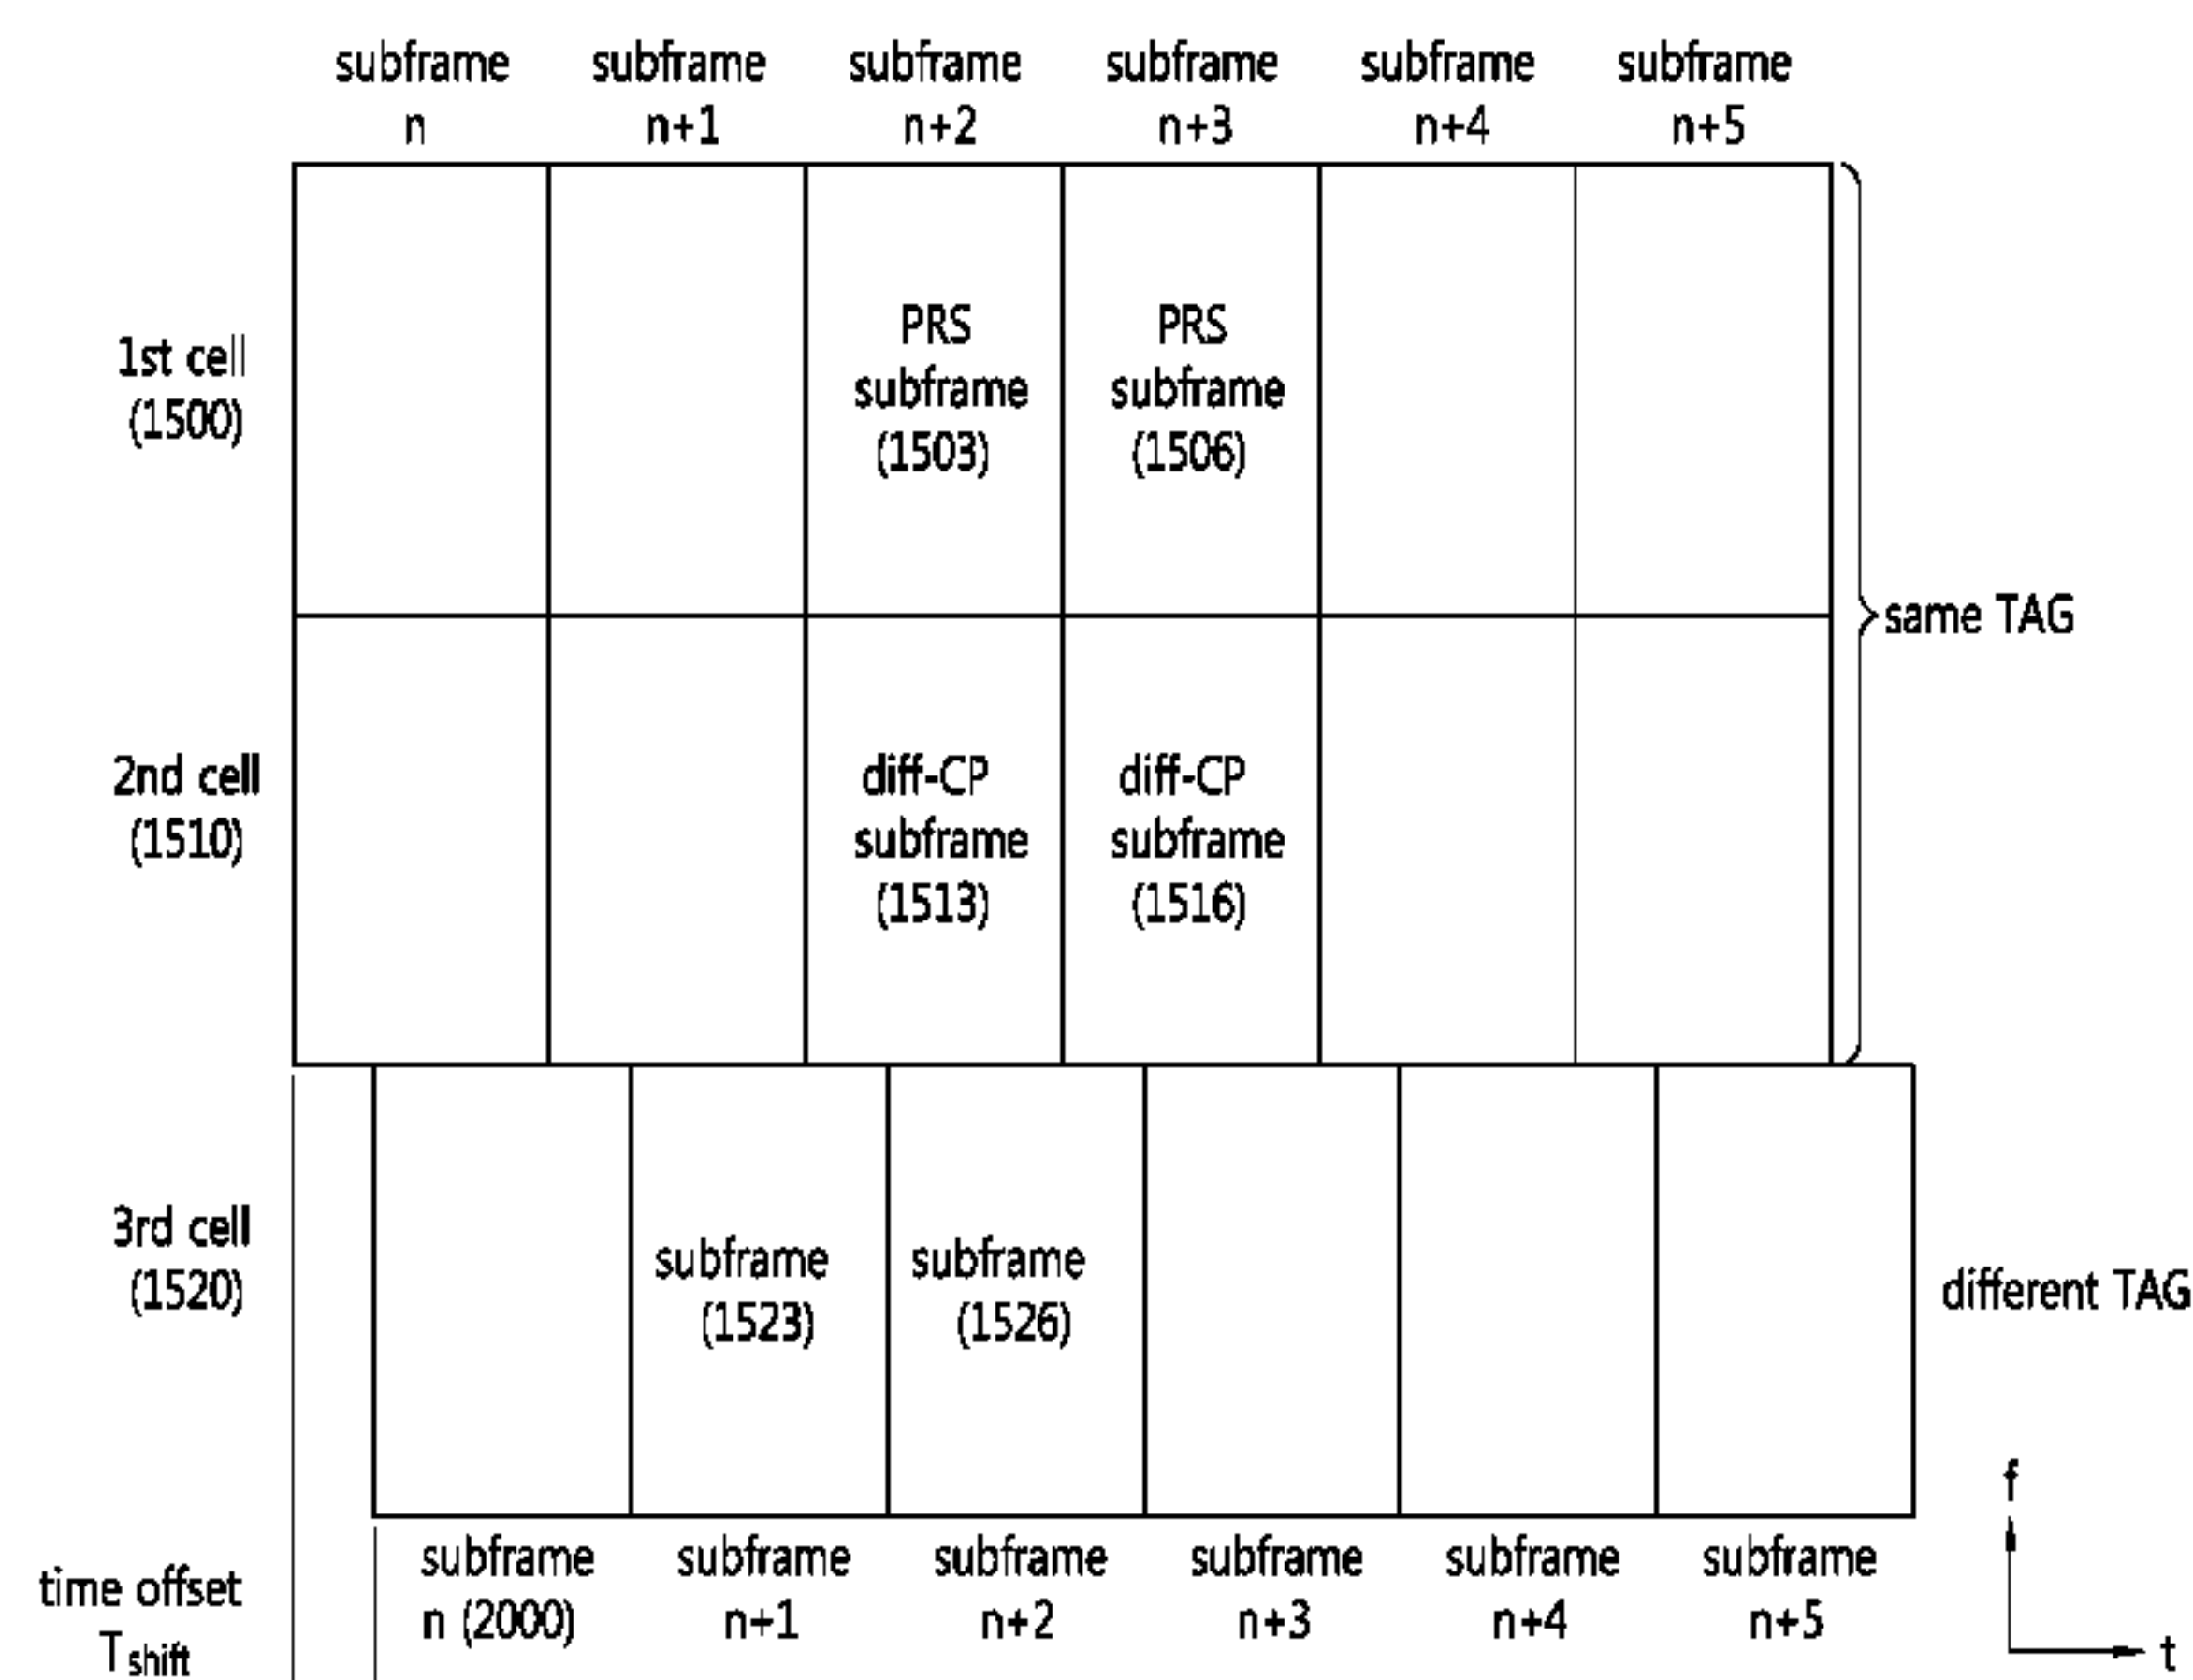 subframe subframe subframe subframe subframe subframe
n n+1 n+2 n+3 n+4 n+5
1st cell
(1500)
PRS
subframe
(1503)
PRS
subframe
(1506)
same TAG
2nd cell
(1510)
diff-CP
subframe
(1513)
diff-CP
subframe
(1516)
3rd cell
(1520)
subframe
(1523)
subframe
(1526)
different TAG
f
t
time offset
Tshift
subframe subframe subframe subframe subframe subframe
n (2000) n+1 n+2 n+3 n+4 n+5